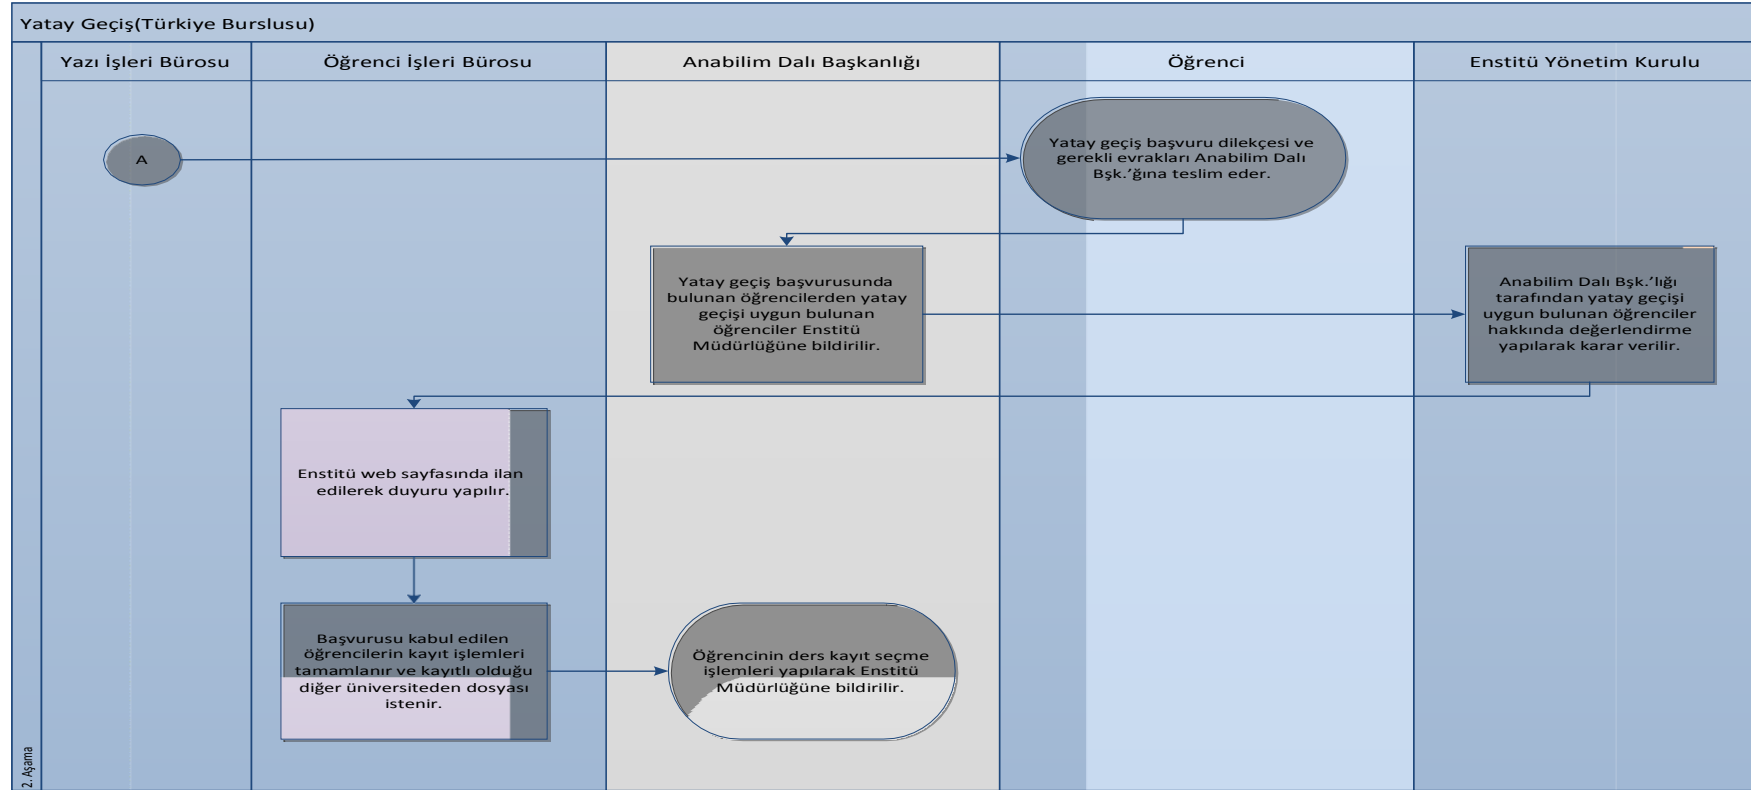 Yatay Geçiş(Türkiye Burslusu)
Yazı İşleri Bürosu
Öğrenci İşleri Bürosu
Anabilim Dalı Başkanlığı
Öğrenci
Enstitü Yönetim Kurulu
A
Yatay geçiş başvuru dilekçesi ve
gerekli evrakları Anabilim Dalı
Bşk.’ğına teslim eder.
Yatay geçiş başvurusunda
bulunan öğrencilerden yatay
geçişi uygun bulunan
öğrenciler Enstitü
Müdürlüğüne bildirilir.
Anabilim Dalı Bşk.’lığı
tarafından yatay geçişi
uygun bulunan öğrenciler
hakkında değerlendirme
yapılarak karar verilir.
Enstitü web sayfasında ilan
edilerek duyuru yapılır.
Başvurusu kabul edilen
öğrencilerin kayıt işlemleri
tamamlanır ve kayıtlı olduğu
diğer üniversiteden dosyası
istenir.
Öğrencinin ders kayıt seçme
işlemleri yapılarak Enstitü
Müdürlüğüne bildirilir.
2. Aşama